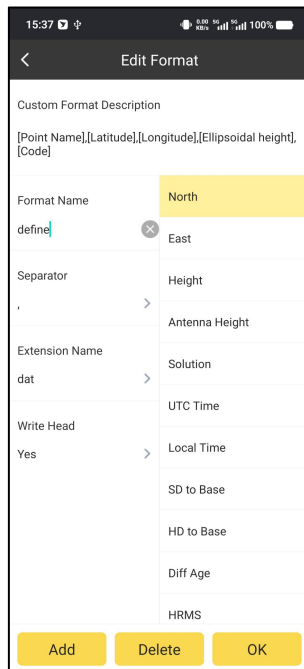 15:37 0.00 KB/s 5G 5G 100%
Edit Format
Custom Format Description
[Point Name],[Latitude],[Longitude],[Ellipsoidal height],
[Code]
Format Name
define
Separator
,
Extension Name
dat
Write Head
Yes
North
East
Height
Antenna Height
Solution
UTC Time
Local Time
SD to Base
HD to Base
Diff Age
HRMS
Add Delete OK